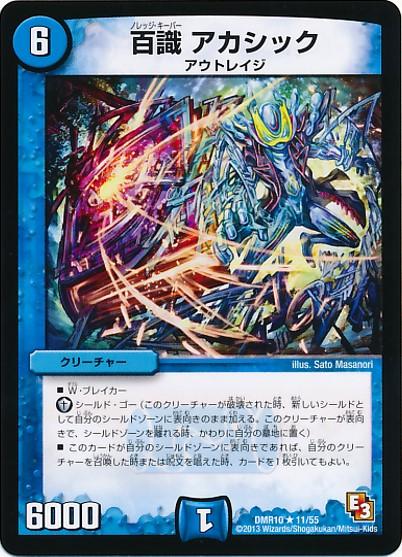 6
ノレッジ・キーパー
百識 アカシック
アウトレイジ
クリーチャー
illus. Sato Masanori
■ W・ブレイカー
シールド・ゴー（このクリーチャーが破壊された時、新しいシールドと
して自分のシールドゾーンに表向きのまま加える。このクリーチャーが表向き
で、シールドゾーンを離れる時、かわりに自分の墓地に置く）
■ このカードが自分のシールドゾーンに表向きであれば、自分のクリー
チャーを召喚した時または呪文を唱えた時、カードを1枚引いてもよい。
6000
1
DMR10 ★ 11/55
E3
©2013 Wizards/Shogakukan/Mitsui-Kids